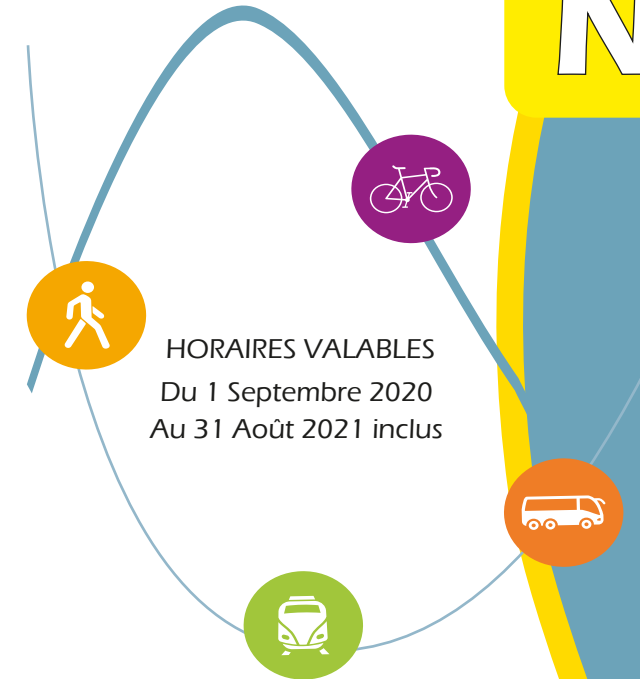 N
HORAIRES VALABLES
Du 1 Septembre 2020
Au 31 Août 2021 inclus